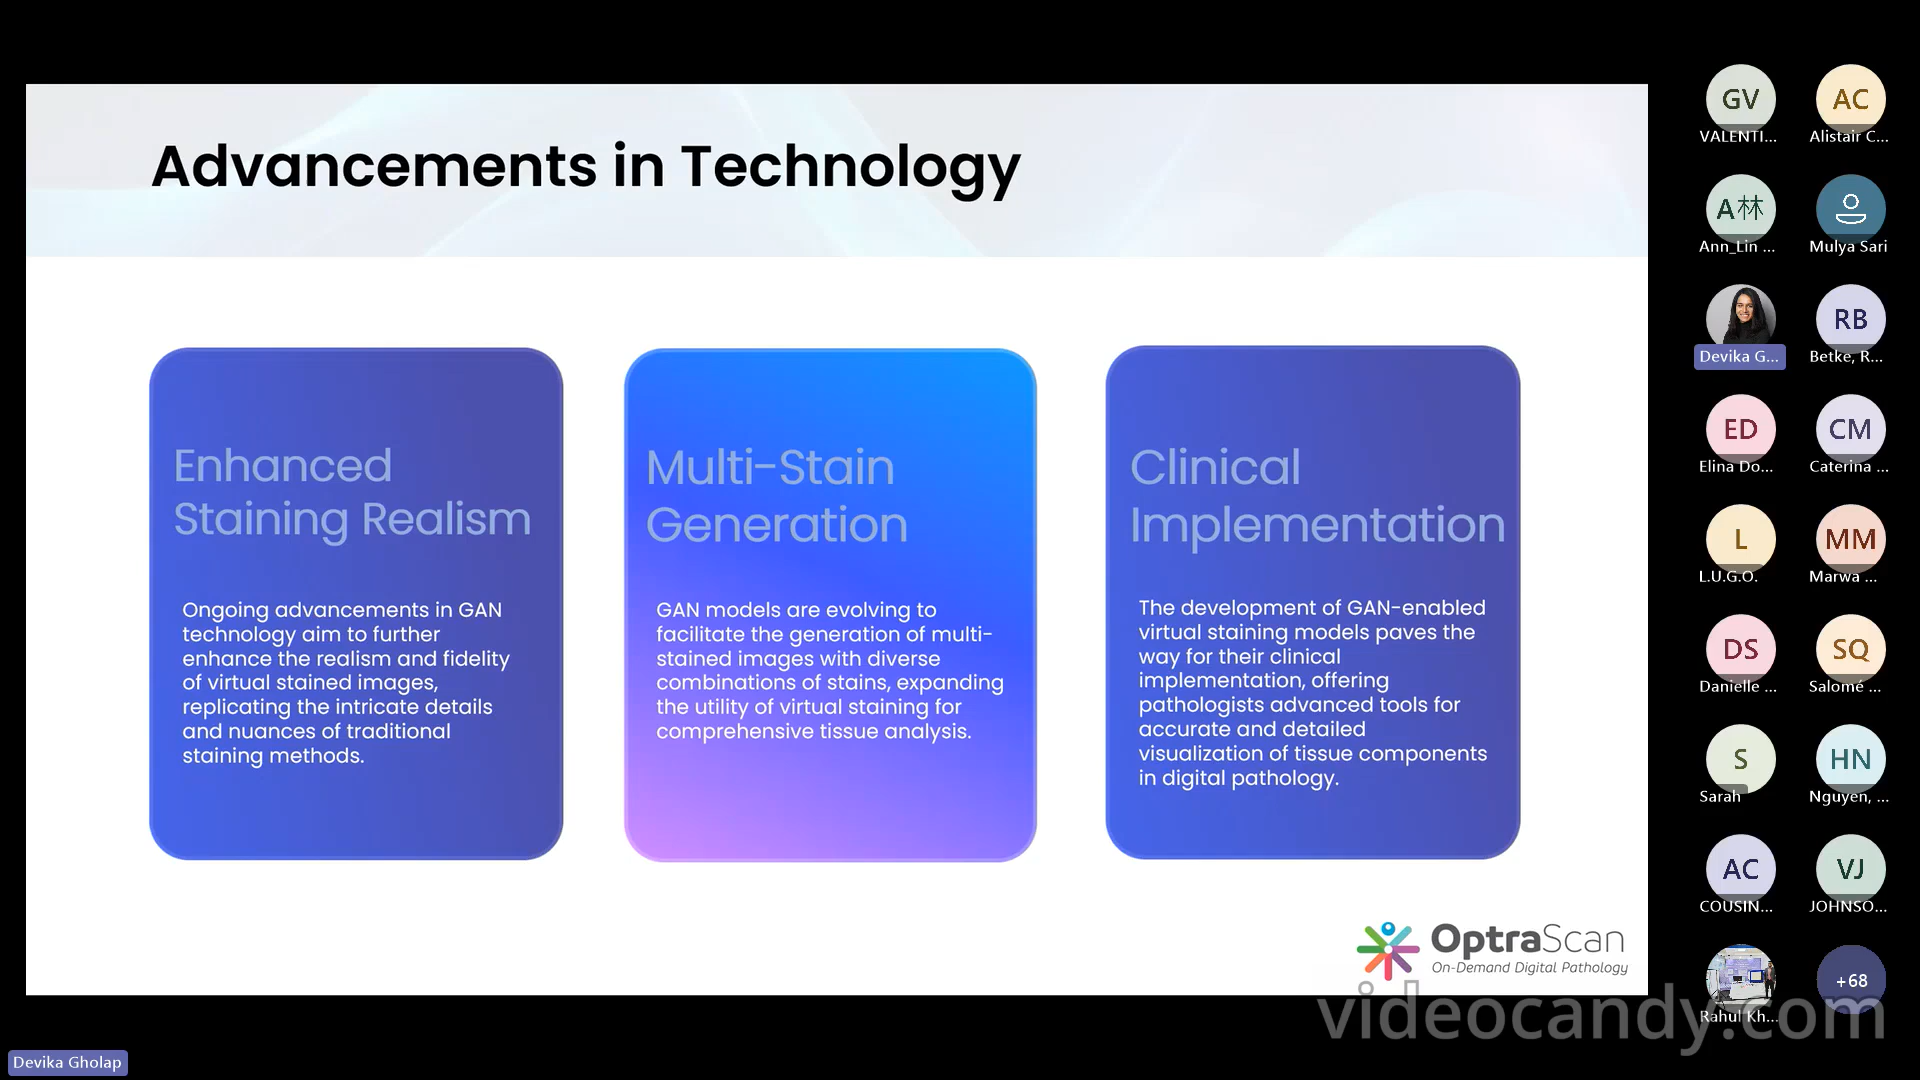 Advancements in Technology
Enhanced
Staining Realism
Ongoing advancements in GAN
technology aim to further
enhance the realism and fidelity
of virtual stained images,
replicating the intricate details
and nuances of traditional
staining methods.
Multi-Stain
Generation
GAN models are evolving to
facilitate the generation of multi-
stained images with diverse
combinations of stains, expanding
the utility of virtual staining for
comprehensive tissue analysis.
Clinical
Implementation
The development of GAN-enabled
virtual staining models paves the
way for their clinical
implementation, offering
pathologists advanced tools for
accurate and detailed
visualization of tissue components
in digital pathology.
OptraScan
On-Demand Digital Pathology
GV
VALENTI...
AC
Alistair C...
A林
Ann_Lin ...
Mulya Sari
Devika G...
RB
Betke, R...
ED
Elina Do...
CM
Caterina ...
L
L.U.G.O.
MM
Marwa ...
DS
Danielle ...
SQ
Salomé ...
S
Sarah
HN
Nguyen, ...
AC
COUSIN...
VJ
JOHNSO...
Rahul Kh...
+68
videocandy.com
Devika Gholap